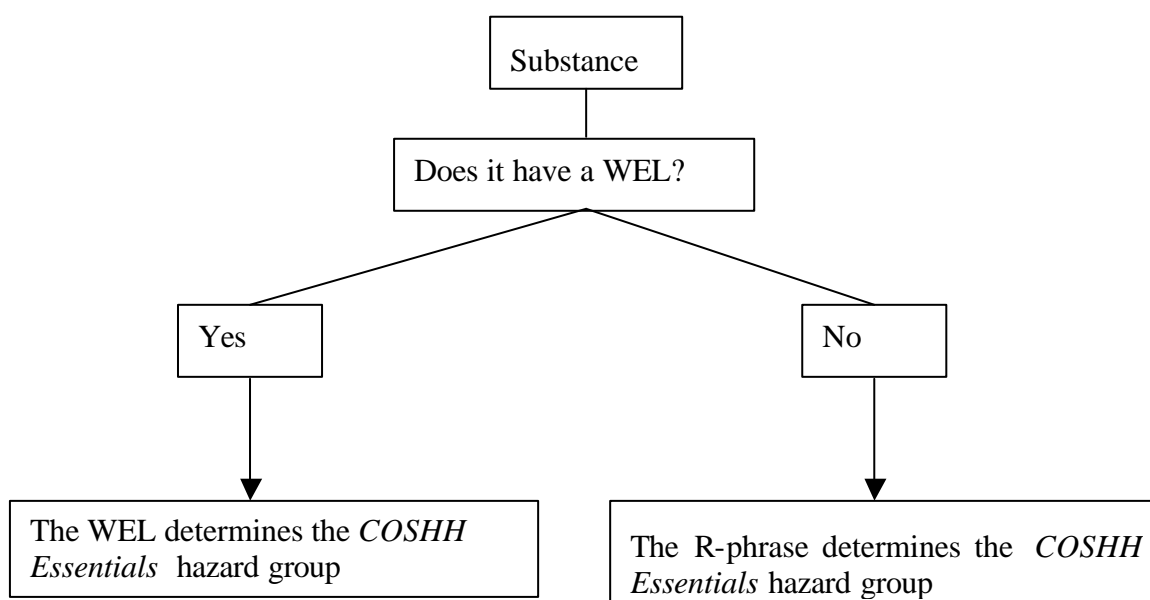 Substance
Does it have a WEL?
Yes
No
The WEL determines the COSHH
Essentials hazard group
The R-phrase determines the COSHH
Essentials hazard group